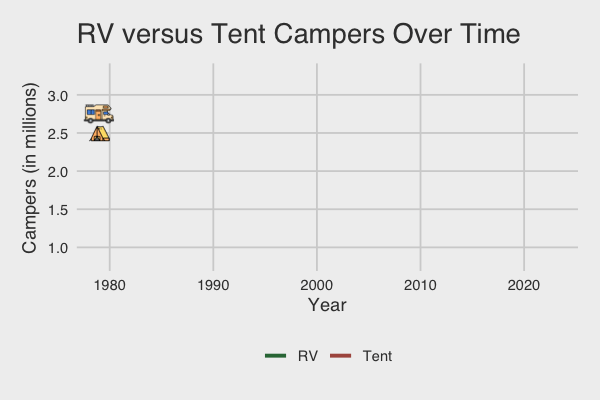 RV versus Tent Campers Over Time
Campers (in millions)
3.0
2.5
2.0
1.5
1.0
1980 1990 2000 2010 2020
Year
RV Tent